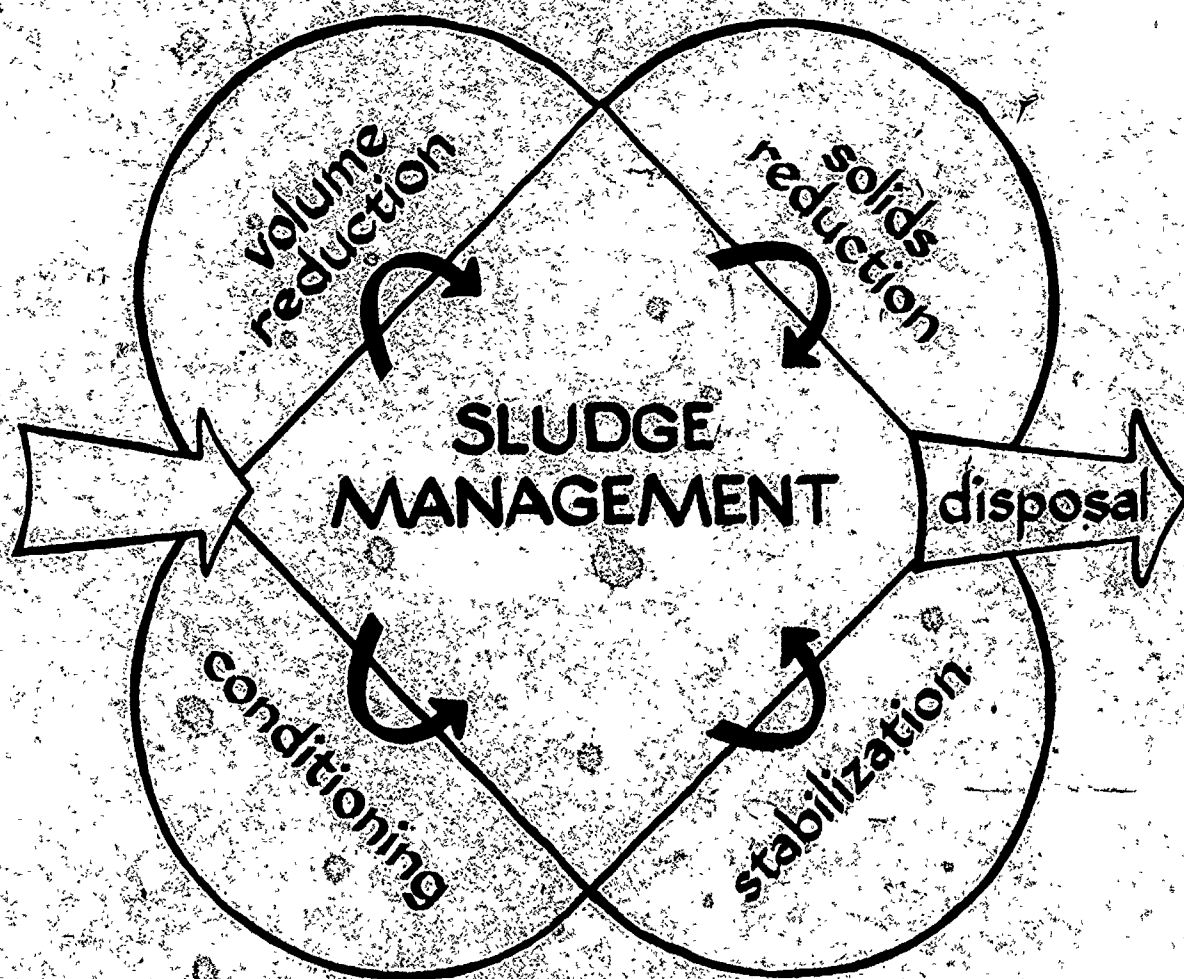 volume
reduction
solids
reduction
SLUDGE
MANAGEMENT
disposal
conditioning
stabilization